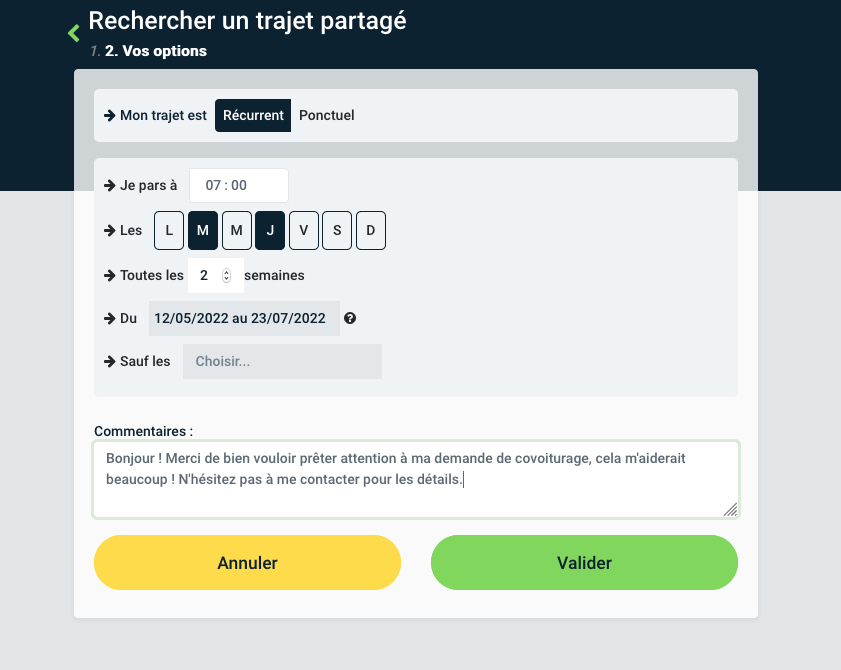 Rechercher un trajet partagé
1. 2. Vos options
Mon trajet est Récurrent Ponctuel
Je pars à 07 : 00
Les L M M J V S D
Toutes les 2 semaines
Du 12/05/2022 au 23/07/2022 ?
Sauf les Choisir...
Commentaires :
Bonjour ! Merci de bien vouloir prêter attention à ma demande de covoiturage, cela m'aiderait
beaucoup ! N'hésitez pas à me contacter pour les détails.
Annuler Valider